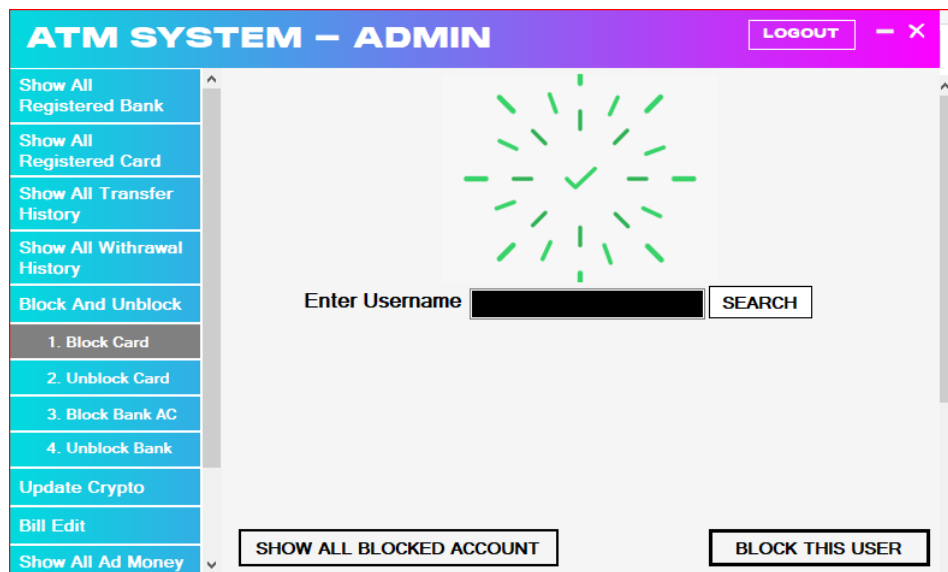 ATM SYSTEM – ADMIN
LOGOUT
Show All
Registered Bank
Show All
Registered Card
Show All Transfer
History
Show All Withrawal
History
Block And Unblock
1. Block Card
2. Unblock Card
3. Block Bank AC
4. Unblock Bank
Update Crypto
Bill Edit
Show All Ad Money
Enter Username
SEARCH
SHOW ALL BLOCKED ACCOUNT
BLOCK THIS USER